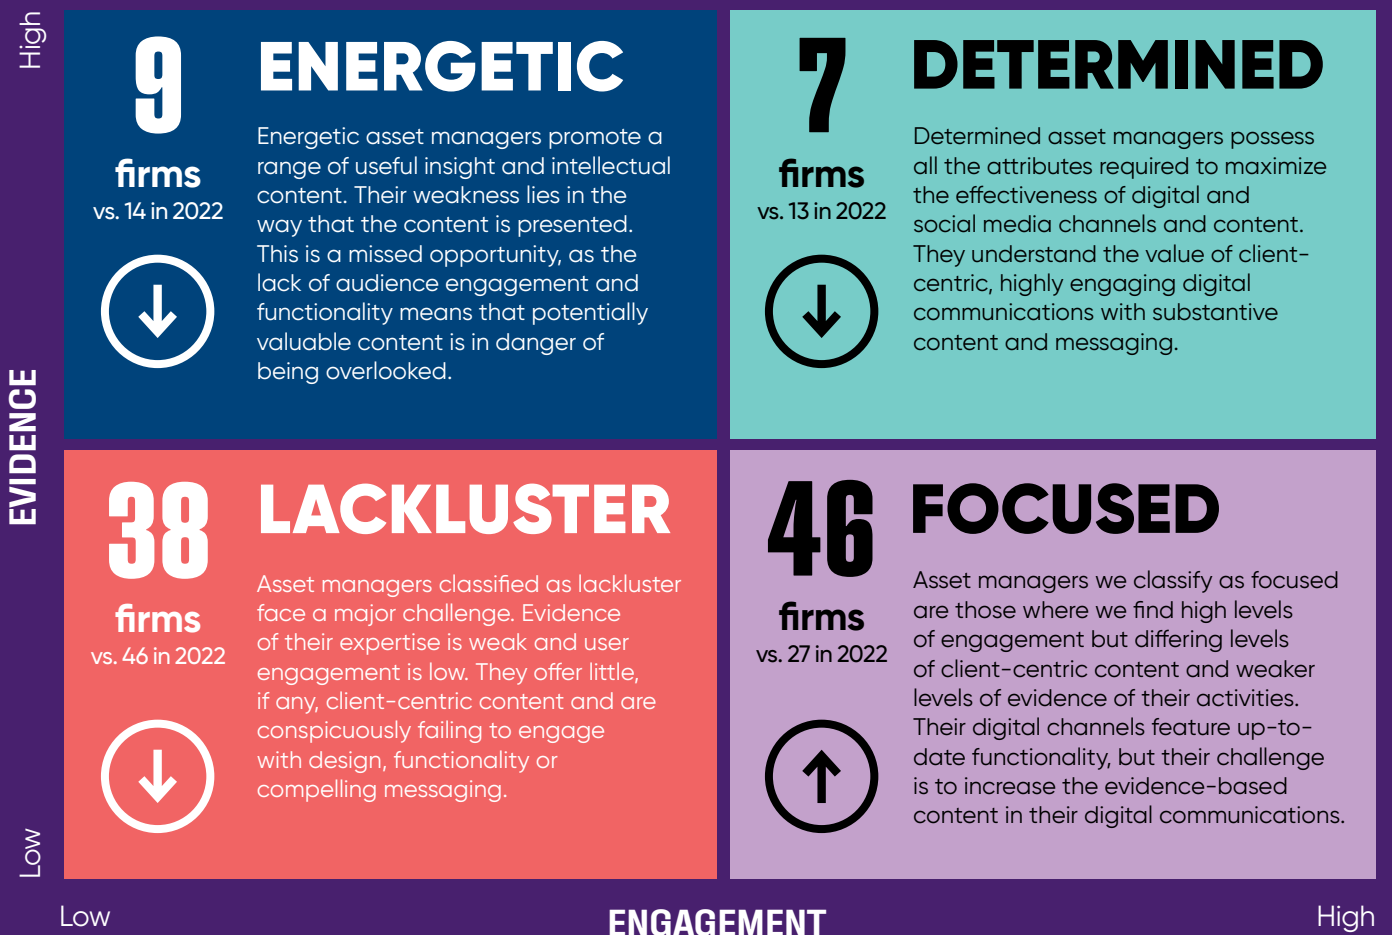 High
9
firms
vs. 14 in 2022
ENERGETIC
Energetic asset managers promote a
range of useful insight and intellectual
content. Their weakness lies in the
way that the content is presented.
This is a missed opportunity, as the
lack of audience engagement and
functionality means that potentially
valuable content is in danger of
being overlooked.
7
firms
vs. 13 in 2022
DETERMINED
Determined asset managers possess
all the attributes required to maximize
the effectiveness of digital and
social media channels and content.
They understand the value of client-
centric, highly engaging digital
communications with substantive
content and messaging.
EVIDENCE
38
firms
vs. 46 in 2022
LACKLUSTER
Asset managers classified as lackluster
face a major challenge. Evidence
of their expertise is weak and user
engagement is low. They offer little,
if any, client-centric content and are
conspicuously failing to engage
with design, functionality or
compelling messaging.
46
firms
vs. 27 in 2022
FOCUSED
Asset managers we classify as focused
are those where we find high levels
of engagement but differing levels
of client-centric content and weaker
levels of evidence of their activities.
Their digital channels feature up-to-
date functionality, but their challenge
is to increase the evidence-based
content in their digital communications.
Low
Low
ENGAGEMENT
High